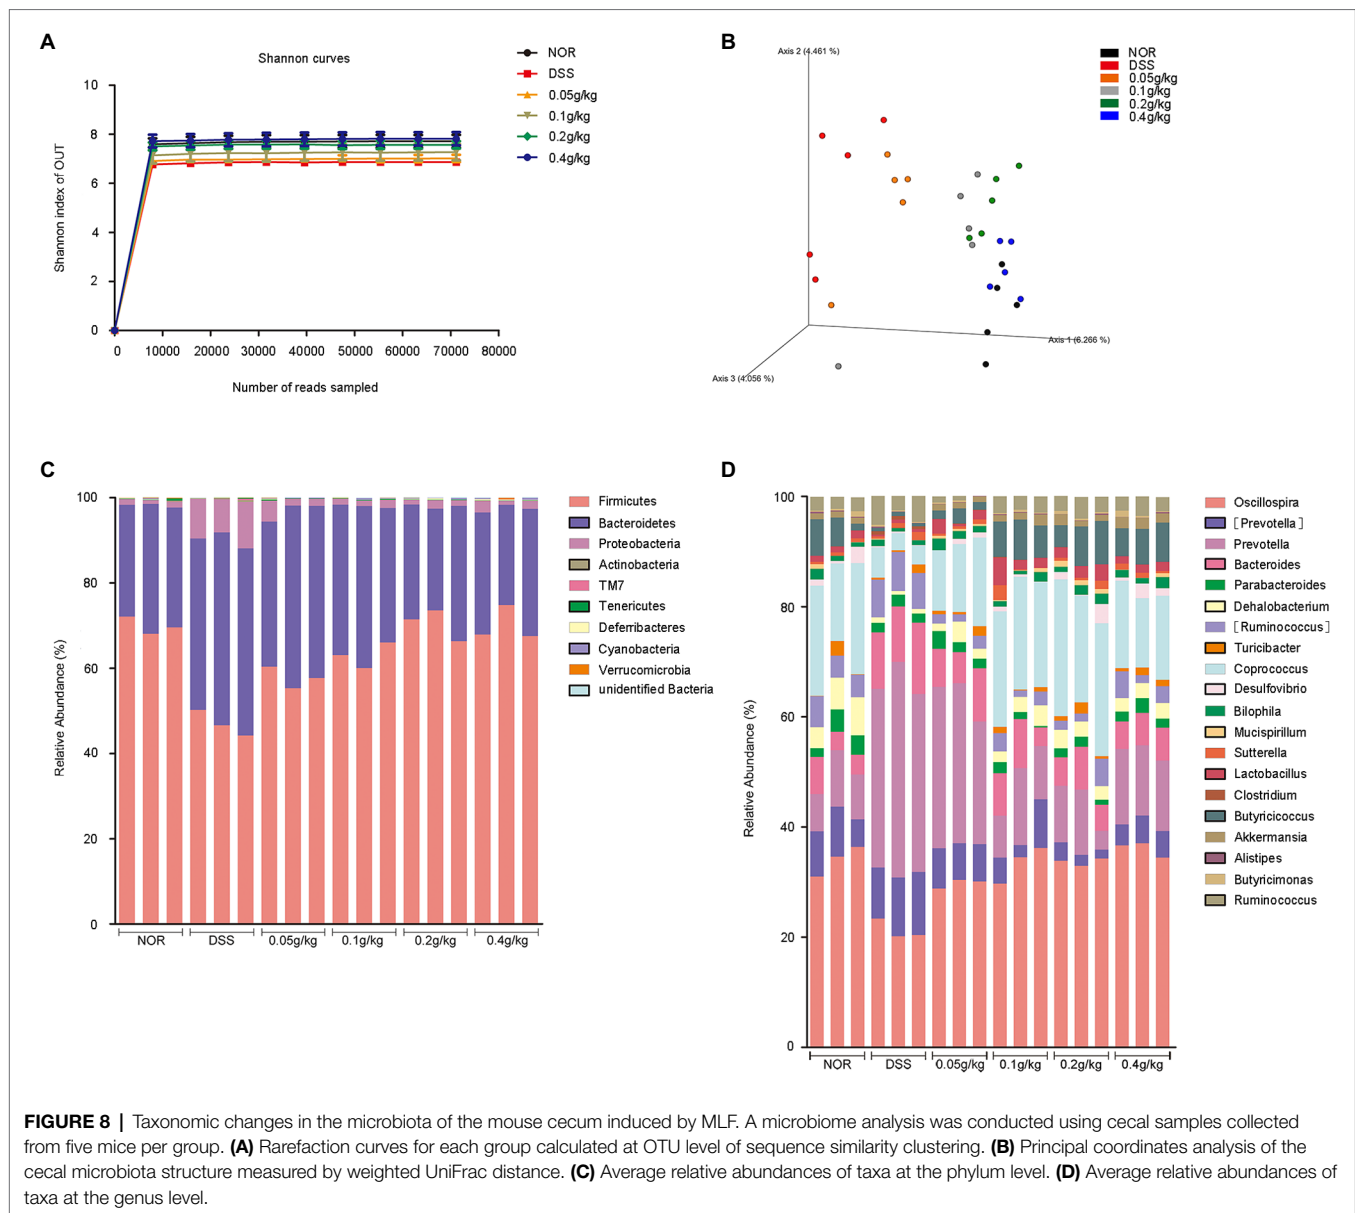 A
Shannon curves
NOR
DSS
0.05g/kg
0.1g/kg
0.2g/kg
0.4g/kg
Shannon index of OUT
10
8
6
4
2
0
0 10000 20000 30000 40000 50000 60000 70000 80000
Number of reads sampled
B
Axis 2 (4.461 %)
Axis 1 (6.266 %)
Axis 3 (4.056 %)
NOR
DSS
0.05g/kg
0.1g/kg
0.2g/kg
0.4g/kg
C
Relative Abundance (%)
100
80
60
40
20
0
NOR DSS 0.05g/kg 0.1g/kg 0.2g/kg 0.4g/kg
Firmicutes
Bacteroidetes
Proteobacteria
Actinobacteria
TM7
Tenericutes
Deferribacteres
Cyanobacteria
Verrucomicrobia
unidentified Bacteria
D
Relative Abundance (%)
100
80
60
40
20
0
NOR DSS 0.05g/kg 0.1g/kg 0.2g/kg 0.4g/kg
Oscillospira
[Prevotella]
Prevotella
Bacteroides
Parabacteroides
Dehalobacterium
[Ruminococcus]
Turicibacter
Coprococcus
Desulfovibrio
Bilophila
Mucispirillum
Sutterella
Lactobacillus
Clostridium
Butyricicoccus
Akkermansia
Alistipes
Butyricimonas
Ruminococcus
FIGURE 8 | Taxonomic changes in the microbiota of the mouse cecum induced by MLF. A microbiome analysis was conducted using cecal samples collected
from five mice per group. (A) Rarefaction curves for each group calculated at OTU level of sequence similarity clustering. (B) Principal coordinates analysis of the
cecal microbiota structure measured by weighted UniFrac distance. (C) Average relative abundances of taxa at the phylum level. (D) Average relative abundances of
taxa at the genus level.